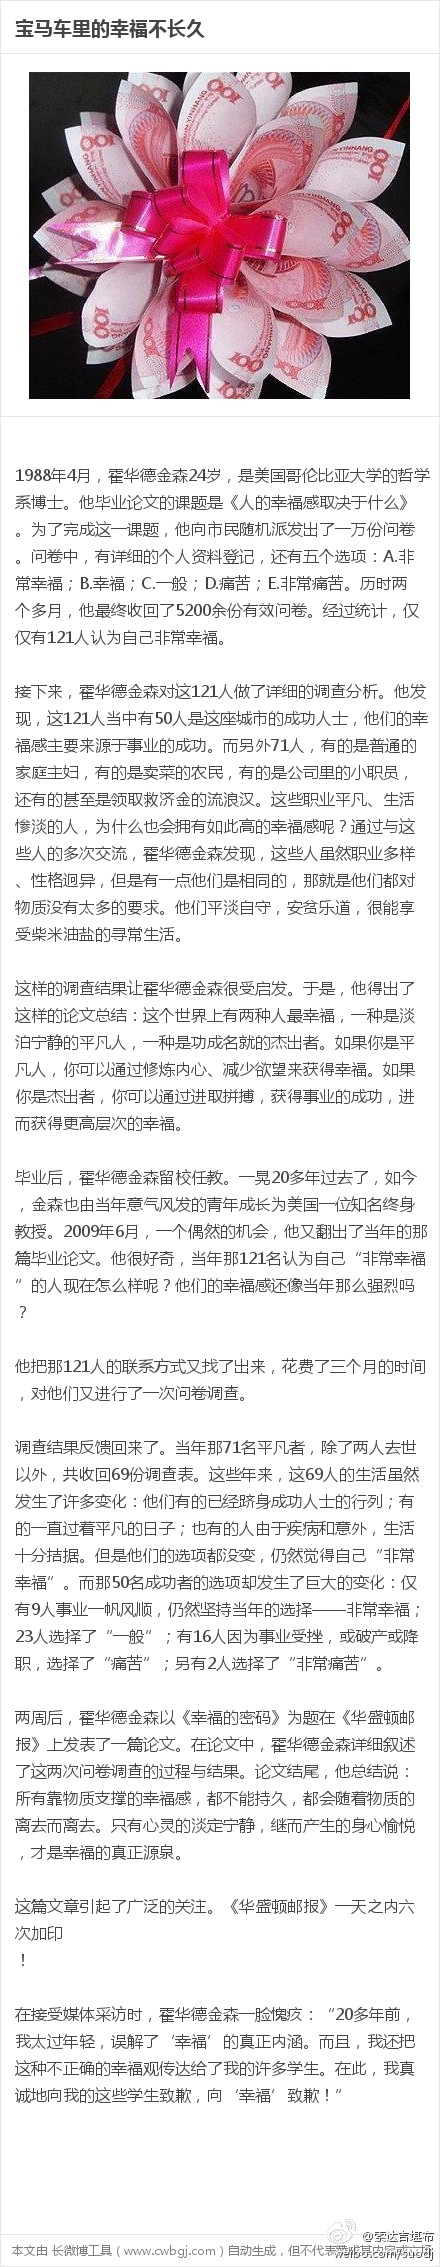 宝马车里的幸福不长久
1988年4月，霍华德金森24岁，是美国哥伦比亚大学的哲学
系博士。他毕业论文的课题是《人的幸福感取决于什么》
。为了完成这一课题，他向市民随机派发出了一万份问卷
。问卷中，有详细的个人资料登记，还有五个选项：A.非
常幸福；B.幸福；C.一般；D.痛苦；E.非常痛苦。历时两
个多月，他最终收回了5200余份有效问卷。经过统计，仅
仅有121人认为自己非常幸福。
接下来，霍华德金森对这121人做了详细的调查分析。他发
现，这121人当中有50人是这座城市的成功人士，他们的幸
福感主要来源于事业的成功。而另外71人，有的是普通的
家庭主妇，有的是卖菜的农民，有的是公司里的小职员，
还有的甚至是领取救济金的流浪汉。这些职业平凡、生活
惨淡的人，为什么也会拥有如此高的幸福感呢？通过与这
些人的多次交流，霍华德金森发现，这些人虽然职业多样
、性格迥异，但是有一点他们是相同的，那就是他们都对
物质没有太多的要求。他们平淡自守，安贫乐道，很能享
受柴米油盐的寻常生活。
这样的调查结果让霍华德金森很受启发。于是，他得出了
这样的论文总结：这个世界上有两种人最幸福，一种是淡
泊宁静的平凡人，一种是功成名就的杰出者。如果你是平
凡人，你可以通过修炼内心、减少欲望来获得幸福。如果
你是杰出者，你可以通过进取拼搏，获得事业的成功，进
而获得更高层次的幸福。
毕业后，霍华德金森留校任教。一晃20多年过去了，如今
，金森也由当年意气风发的青年成长为美国一位知名终身
教授。2009年6月，一个偶然的机会，他又翻出了当年的那
篇毕业论文。他很好奇，当年那121名认为自己“非常幸福
”的人现在怎么样呢？他们的幸福感还像当年那么强烈吗
？
他把那121人的联系方式又找了出来，花费了三个月的时间
，对他们又进行了一次问卷调查。
调查结果反馈回来了。当年那71名平凡者，除了两人去世
以外，共收回69份调查表。这些年来，这69人的生活虽然
发生了许多变化：他们有的已经跻身成功人士的行列；有
的一直过着平凡的日子；也有的人由于疾病和意外，生活
十分拮据。但是他们的选项都没变，仍然觉得自己“非常
幸福”。而那50名成功者的选项却发生了巨大的变化：仅
有9人事业一帆风顺，仍然坚持当年的选择——非常幸福；
23人选择了“一般”；有16人因为事业受挫，或破产或降
职，选择了“痛苦”；另有2人选择了“非常痛苦”。
两周后，霍华德金森以《幸福的密码》为题在《华盛顿邮
报》上发表了一篇论文。在论文中，霍华德金森详细叙述
了这两次问卷调查的过程与结果。论文结尾，他总结说：
所有靠物质支撑的幸福感，都不能持久，都会随着物质的
离去而离去。只有心灵的淡定宁静，继而产生的身心愉悦
，才是幸福的真正源泉。
这篇文章引起了广泛的关注。《华盛顿邮报》一天之内六
次加印
！
在接受媒体采访时，霍华德金森一脸愧疚：“20多年前，
我太过年轻，误解了‘幸福’的真正内涵。而且，我还把
这种不正确的幸福观传达给了我的许多学生。在此，我真
诚地向我的这些学生致歉，向‘幸福’致歉！”
@索达吉堪布
本文由 长微博工具（www.cwbgj.com）自动生成，但不代表